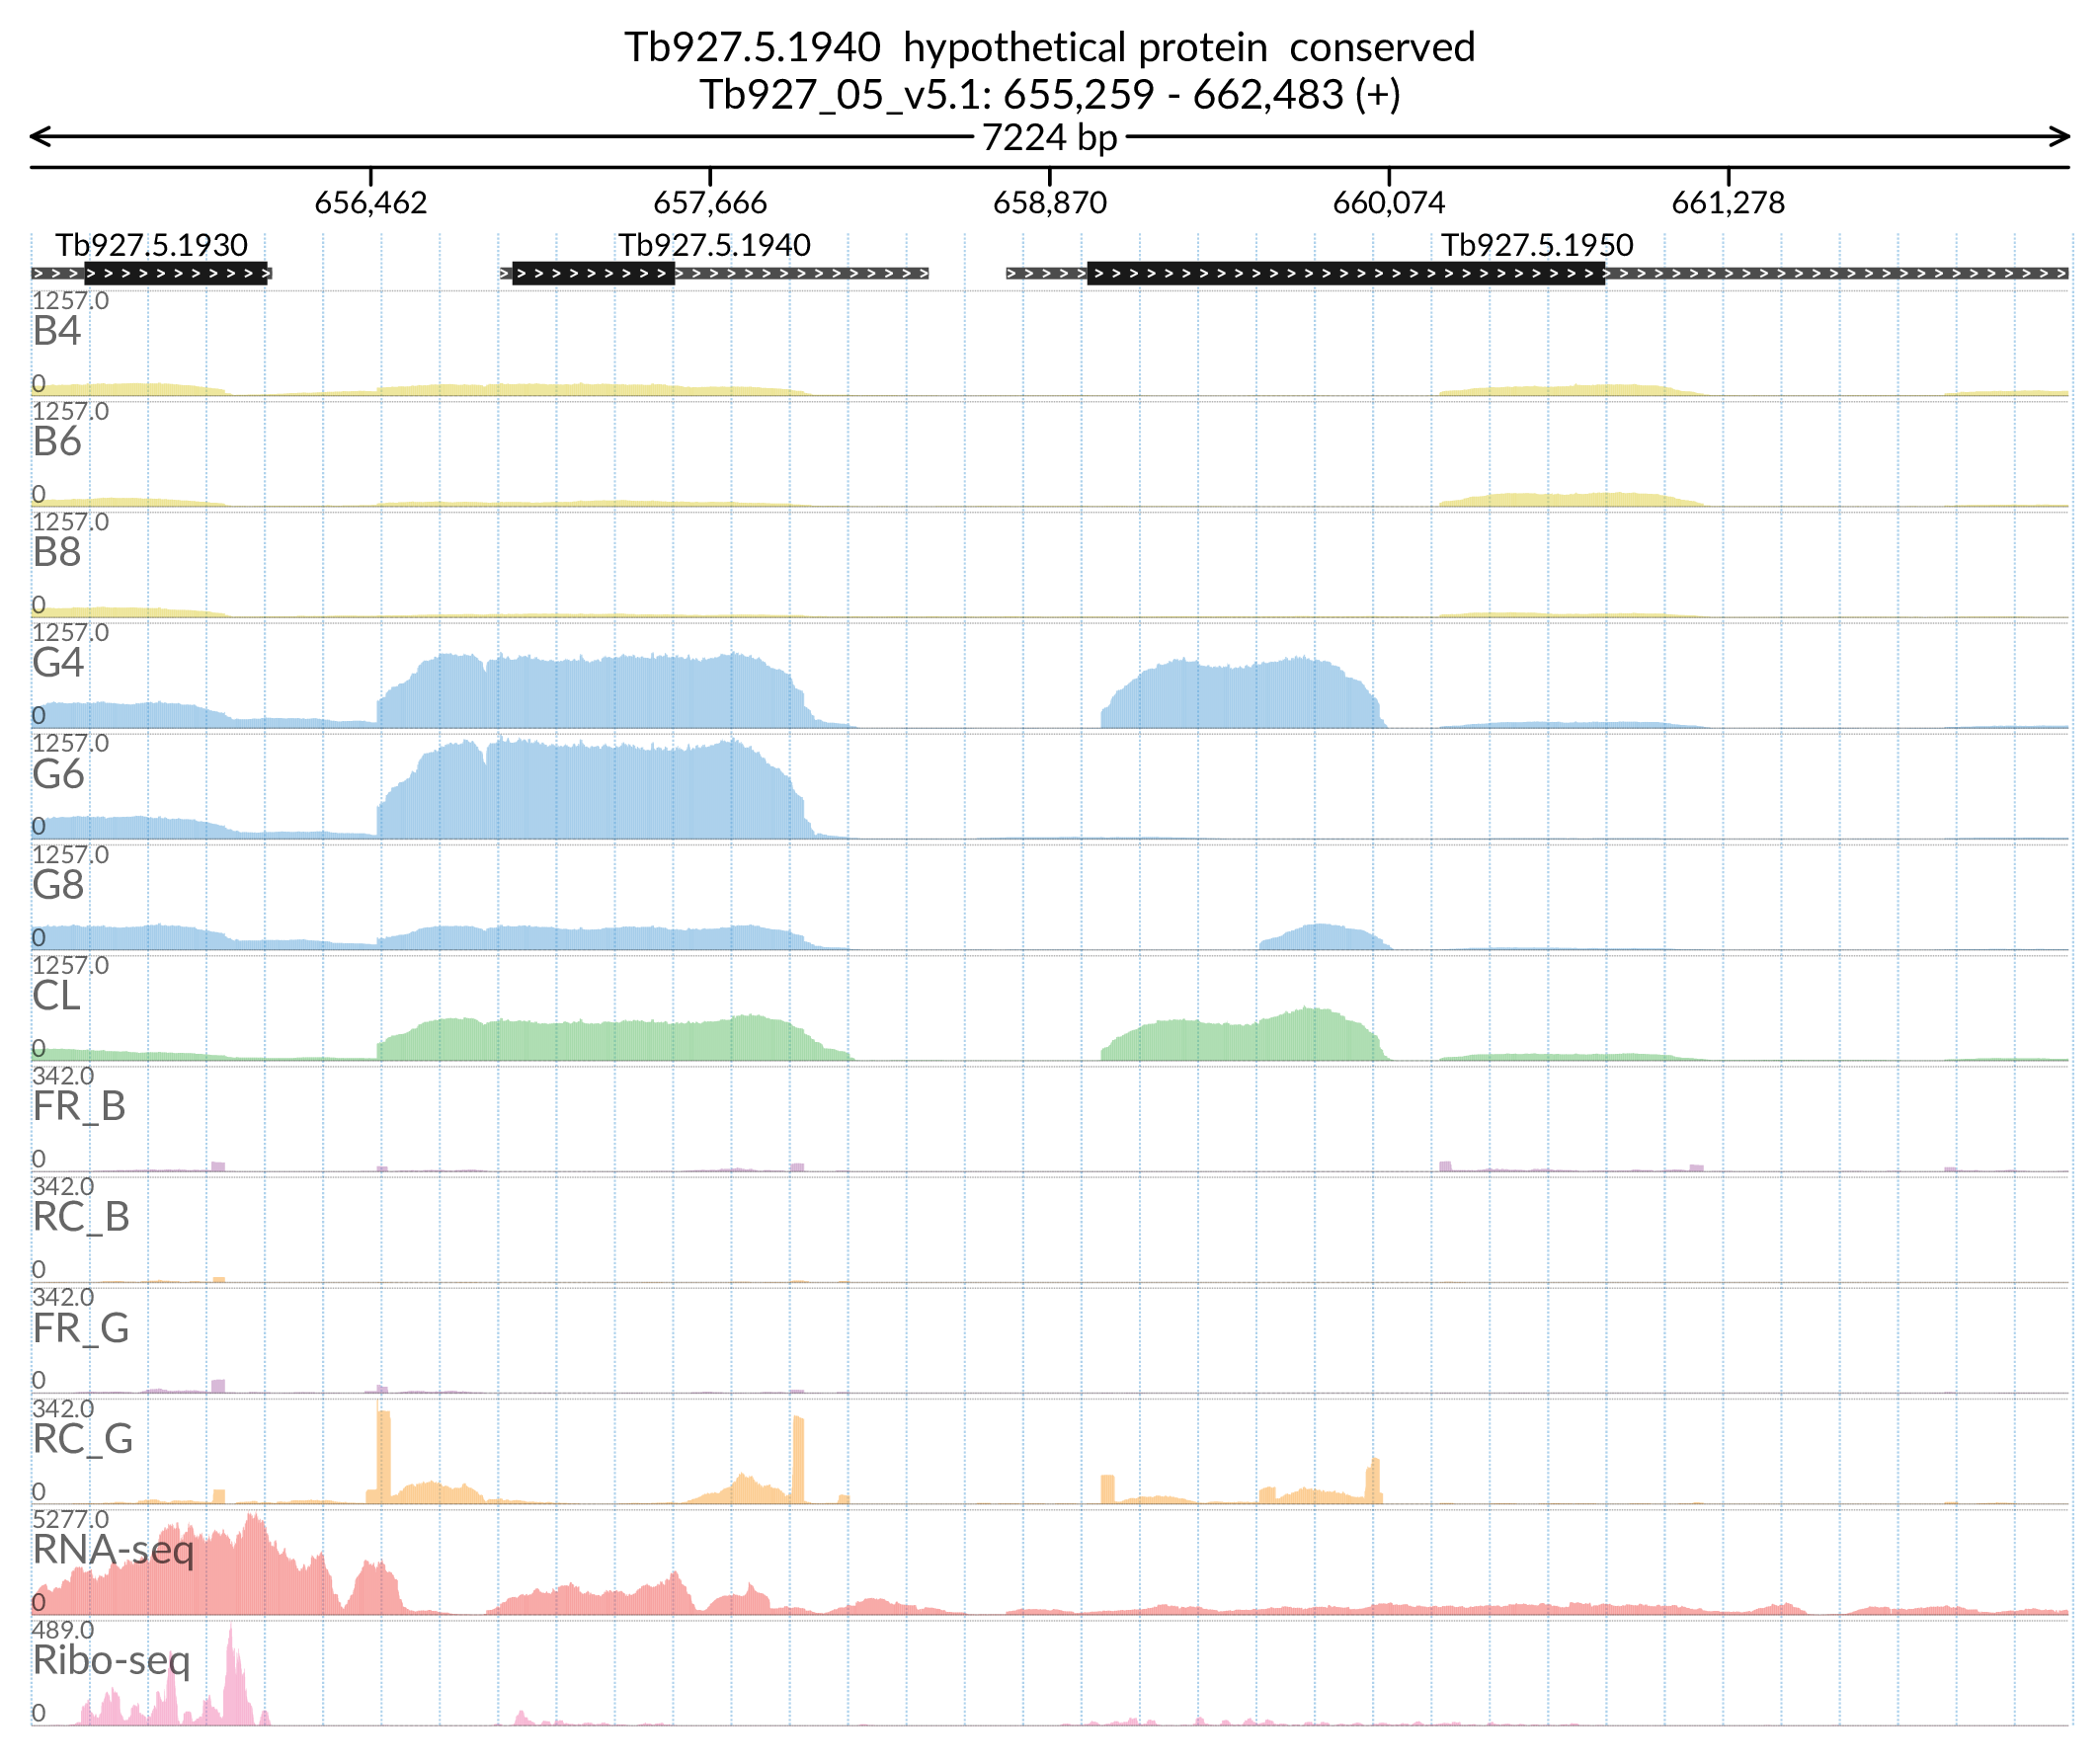 Tb927.5.1940 hypothetical protein conserved
Tb927_05_v5.1: 655,259 - 662,483 (+)
7224 bp
656,462 657,666 658,870 660,074 661,278
Tb927.5.1930 Tb927.5.1940 Tb927.5.1950
1257.0
B4
0
1257.0
B6
0
1257.0
B8
0
1257.0
G4
0
1257.0
G6
0
1257.0
G8
0
1257.0
CL
0
342.0
FR_B
0
342.0
RC_B
0
342.0
FR_G
0
342.0
RC_G
0
5277.0
RNA-seq
0
489.0
Ribo-seq
0